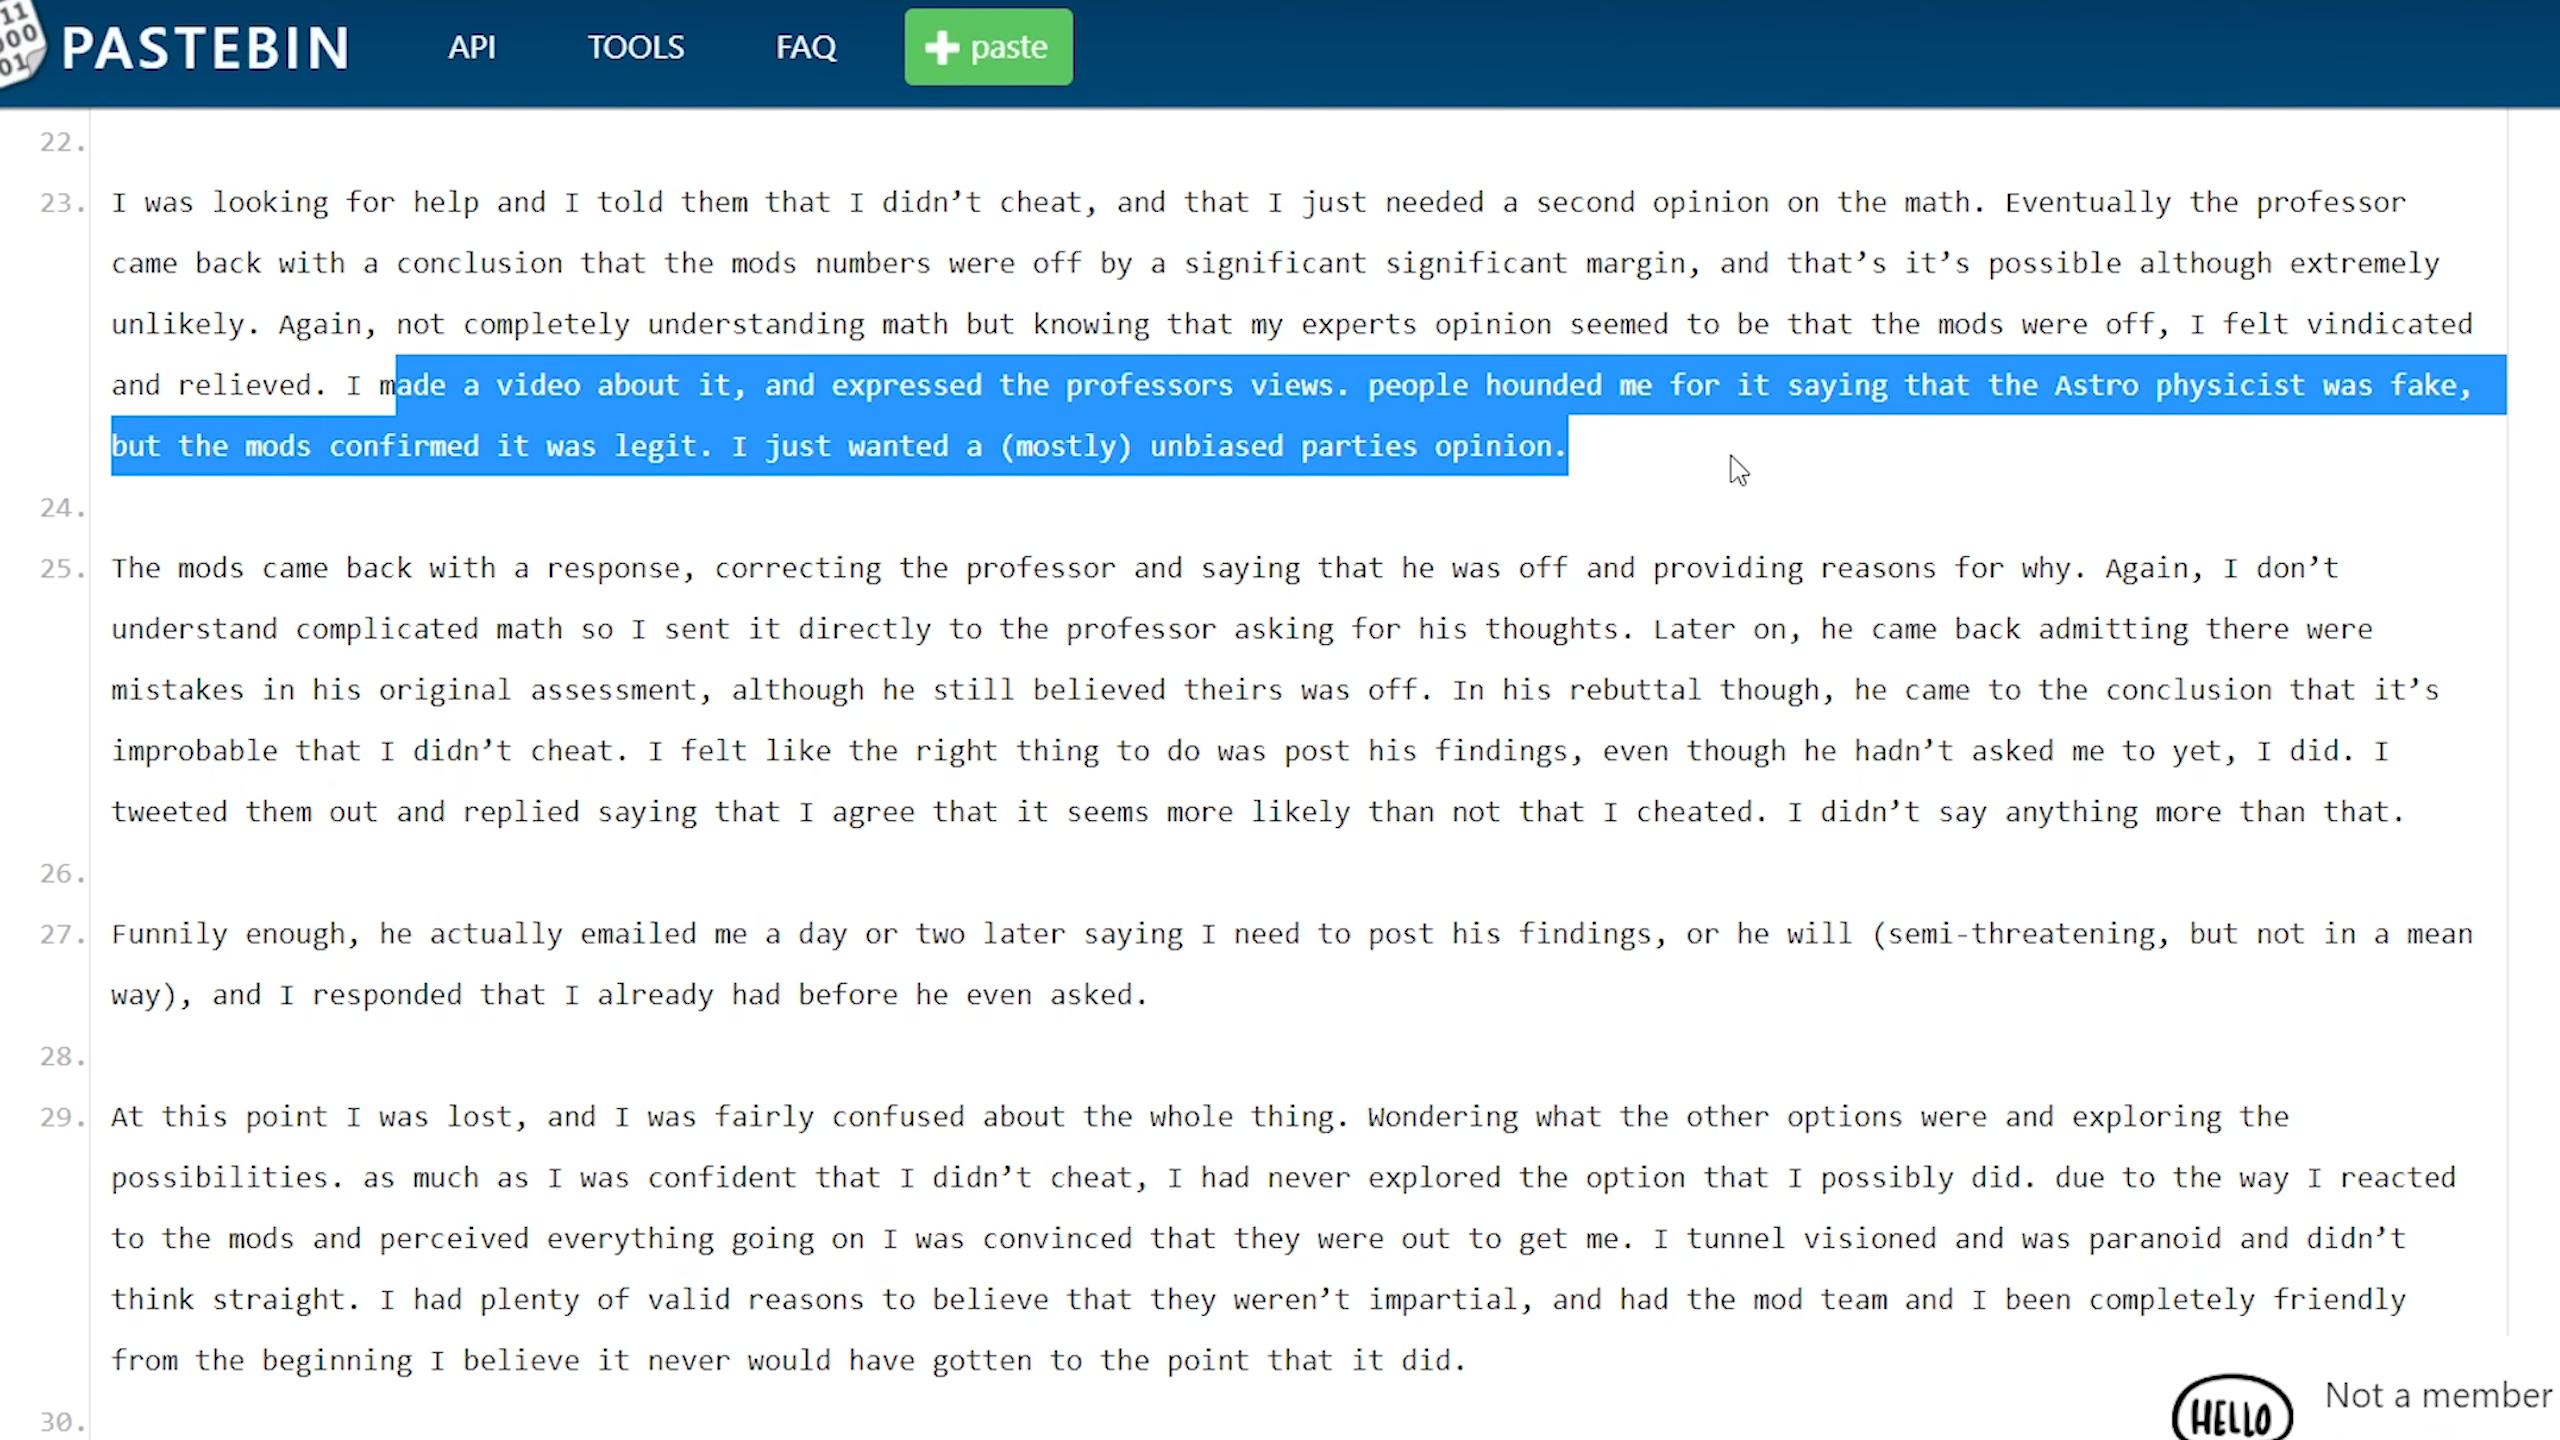 11
000
01
PASTEBIN API TOOLS FAQ + paste
22.
23. I was looking for help and I told them that I didn’t cheat, and that I just needed a second opinion on the math. Eventually the professor
came back with a conclusion that the mods numbers were off by a significant significant margin, and that’s it’s possible although extremely
unlikely. Again, not completely understanding math but knowing that my experts opinion seemed to be that the mods were off, I felt vindicated
and relieved. I made a video about it, and expressed the professors views. people hounded me for it saying that the Astro physicist was fake,
but the mods confirmed it was legit. I just wanted a (mostly) unbiased parties opinion.
24.
25. The mods came back with a response, correcting the professor and saying that he was off and providing reasons for why. Again, I don’t
understand complicated math so I sent it directly to the professor asking for his thoughts. Later on, he came back admitting there were
mistakes in his original assessment, although he still believed theirs was off. In his rebuttal though, he came to the conclusion that it’s
improbable that I didn’t cheat. I felt like the right thing to do was post his findings, even though he hadn’t asked me to yet, I did. I
tweeted them out and replied saying that I agree that it seems more likely than not that I cheated. I didn’t say anything more than that.
26.
27. Funnily enough, he actually emailed me a day or two later saying I need to post his findings, or he will (semi-threatening, but not in a mean
way), and I responded that I already had before he even asked.
28.
29. At this point I was lost, and I was fairly confused about the whole thing. Wondering what the other options were and exploring the
possibilities. as much as I was confident that I didn’t cheat, I had never explored the option that I possibly did. due to the way I reacted
to the mods and perceived everything going on I was convinced that they were out to get me. I tunnel visioned and was paranoid and didn’t
think straight. I had plenty of valid reasons to believe that they weren’t impartial, and had the mod team and I been completely friendly
from the beginning I believe it never would have gotten to the point that it did.
30.
HELLO Not a member